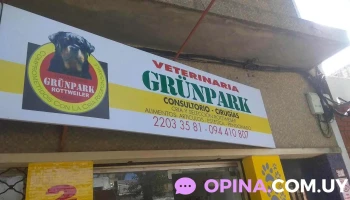 VETERINARIA
GRÜNPARK
CONSULTORIO - CIRUGIAS
2203 35 81 - 094 410 807
GRÜNPARK
ROTTWEILER
OPINA.COM.UY